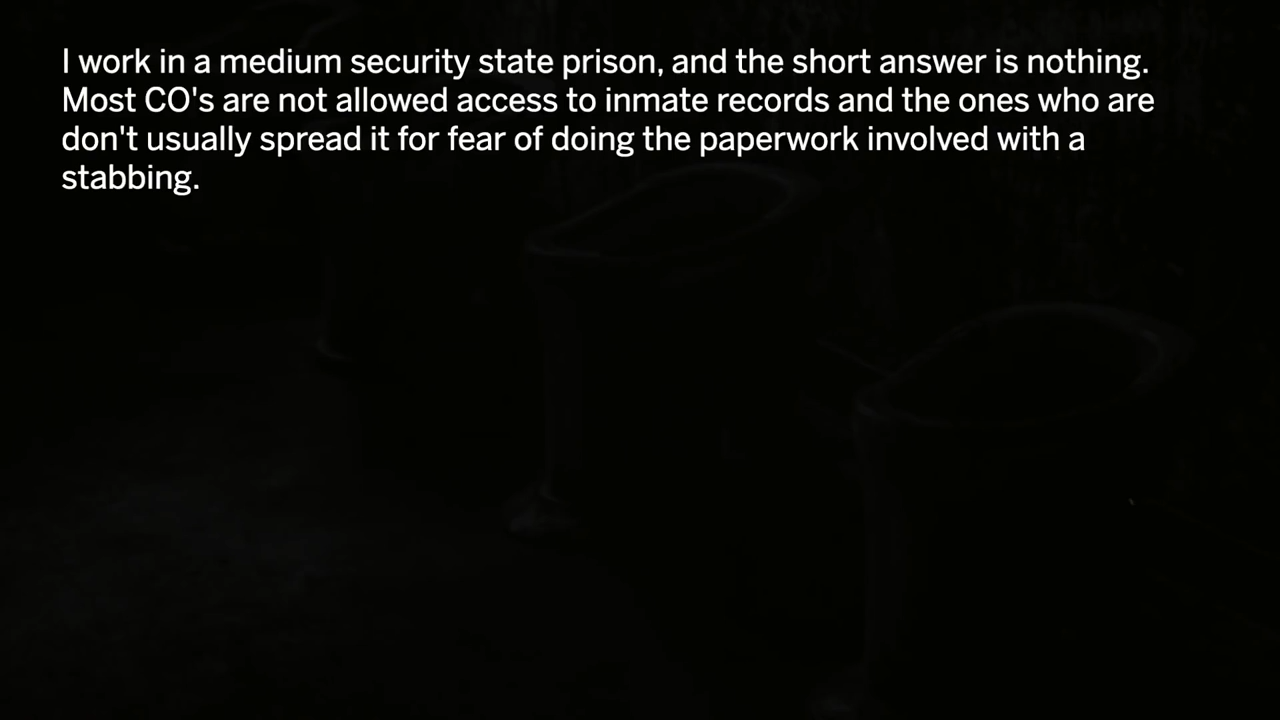 I work in a medium security state prison, and the short answer is nothing.
Most CO's are not allowed access to inmate records and the ones who are
don't usually spread it for fear of doing the paperwork involved with a
stabbing.